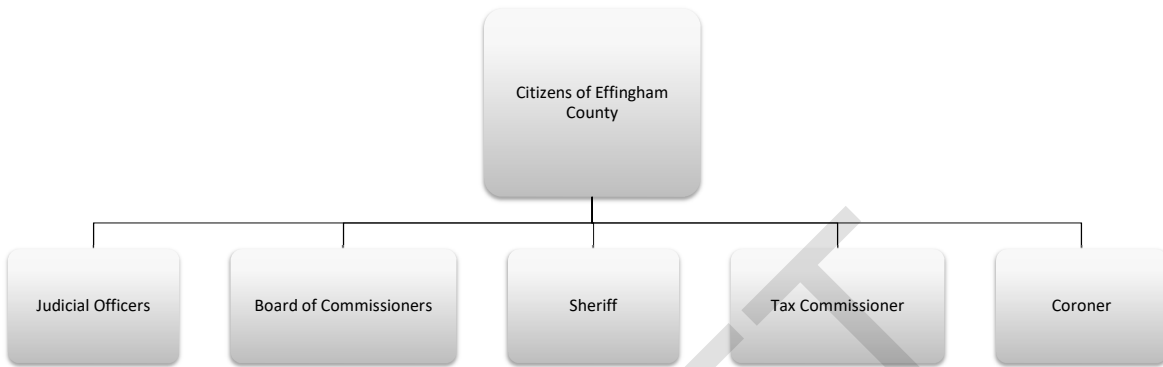 Citizens of Effingham
County
Judicial Officers
Board of Commissioners
Sheriff
Tax Commissioner
Coroner